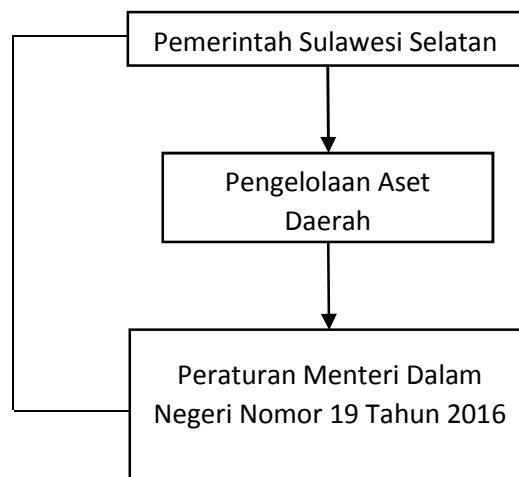 Pemerintah Sulawesi Selatan
Pengelolaan Aset
Daerah
Peraturan Menteri Dalam
Negeri Nomor 19 Tahun 2016